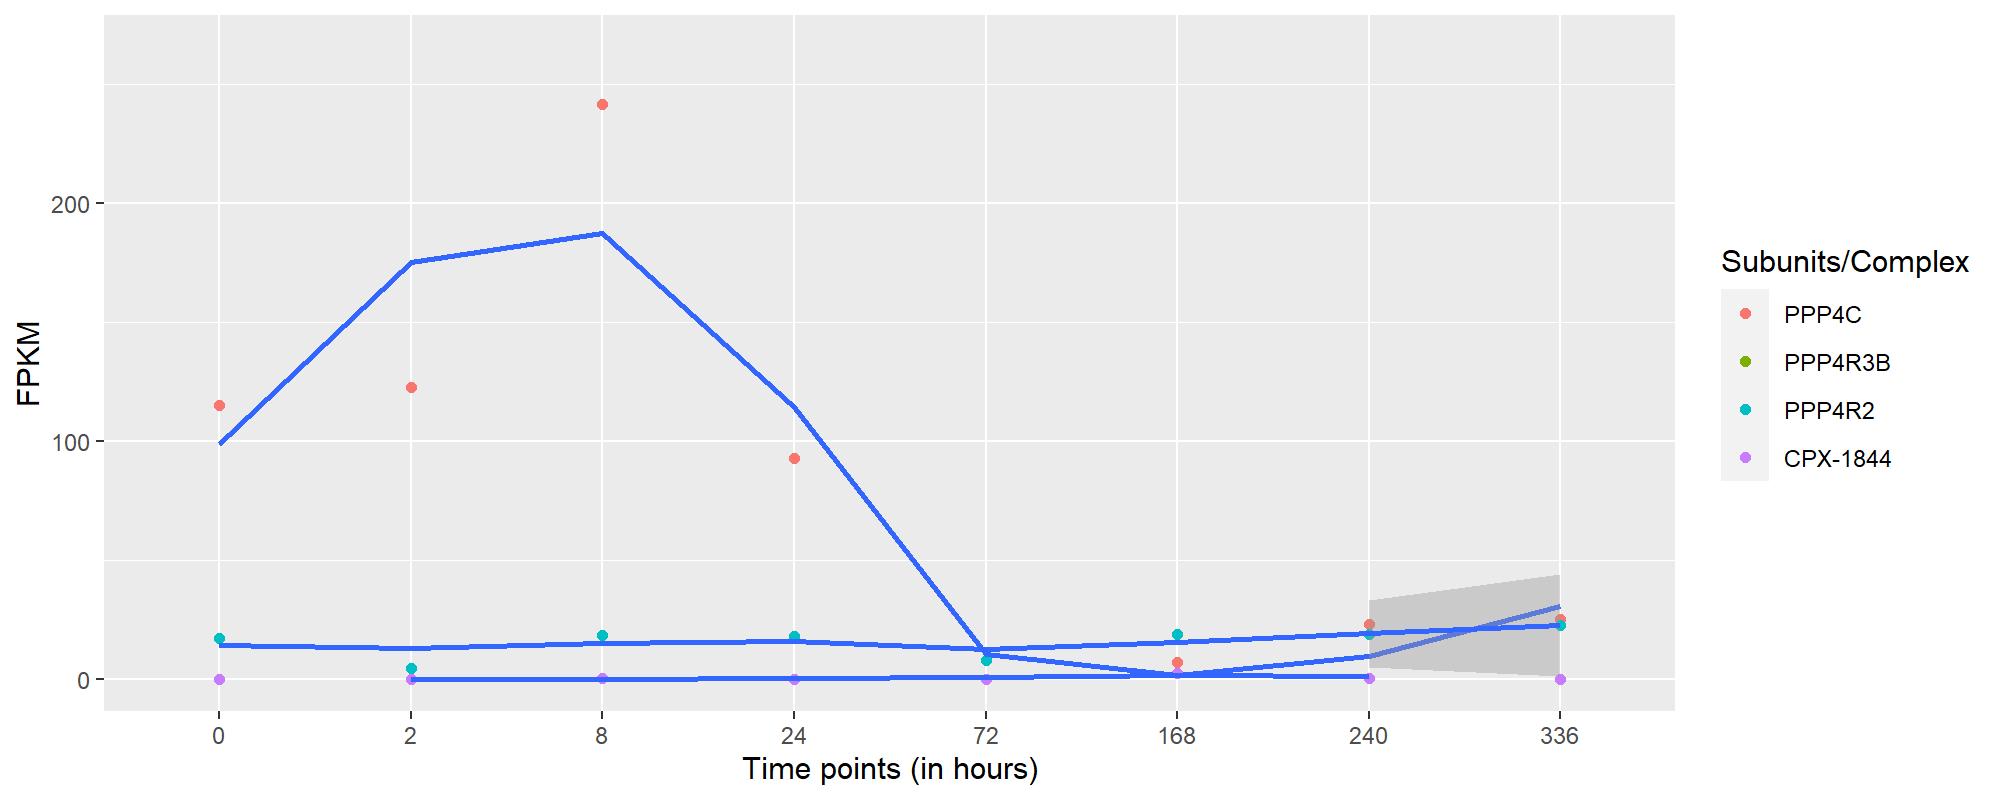 200
100
0
FPKM
0 2 8 24 72 168 240 336
Time points (in hours)
Subunits/Complex
PPP4C
PPP4R3B
PPP4R2
CPX-1844